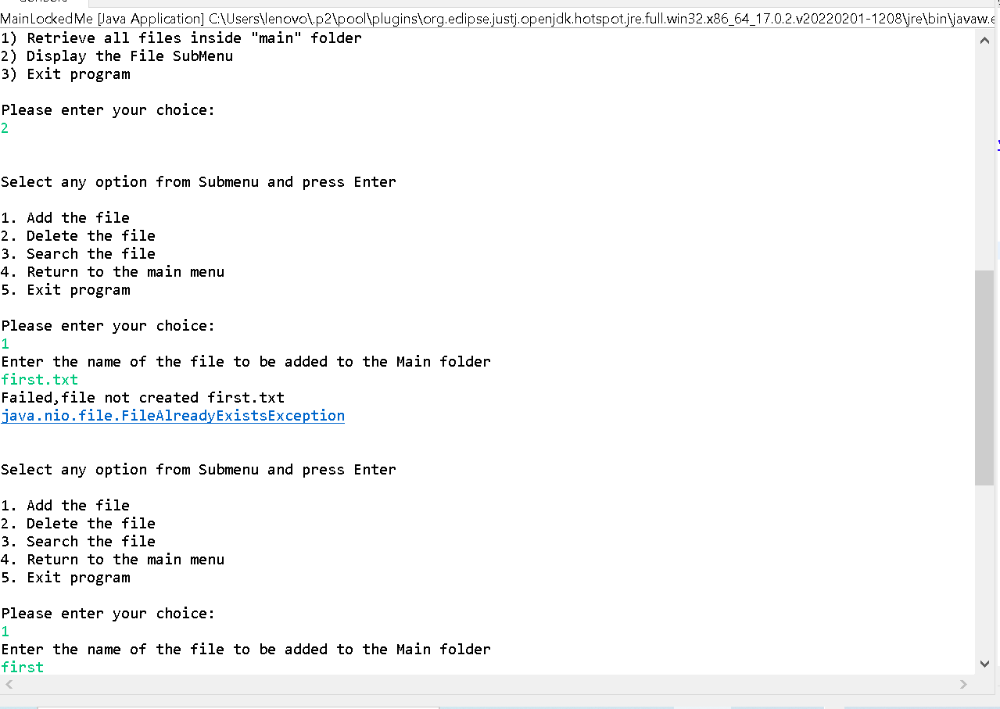 MainLockedMe [Java Application] C:\Users\lenovo\.p2\pool\plugins\org.eclipse.justj.openjdk.hotspot.jre.full.win32.x86_64_17.0.2.v20220201-1208\jre\bin\javaw.e
1) Retrieve all files inside "main" folder
2) Display the File SubMenu
3) Exit program
Please enter your choice:
2
Select any option from Submenu and press Enter
1. Add the file
2. Delete the file
3. Search the file
4. Return to the main menu
5. Exit program
Please enter your choice:
1
Enter the name of the file to be added to the Main folder
first.txt
Failed,file not created first.txt
java.nio.file.FileAlreadyExistsException
Select any option from Submenu and press Enter
1. Add the file
2. Delete the file
3. Search the file
4. Return to the main menu
5. Exit program
Please enter your choice:
1
Enter the name of the file to be added to the Main folder
first